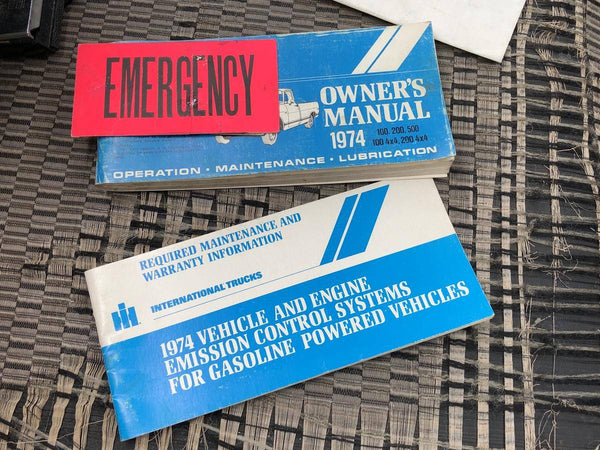 EMERGENCY
OWNER'S
MANUAL
1974 100, 200, 500
100 4x4, 200 4x4
OPERATION • MAINTENANCE • LUBRICATION
REQUIRED MAINTENANCE AND
WARRANTY INFORMATION
INTERNATIONAL TRUCKS
1974 VEHICLE AND ENGINE
EMISSION CONTROL SYSTEMS
FOR GASOLINE POWERED VEHICLES